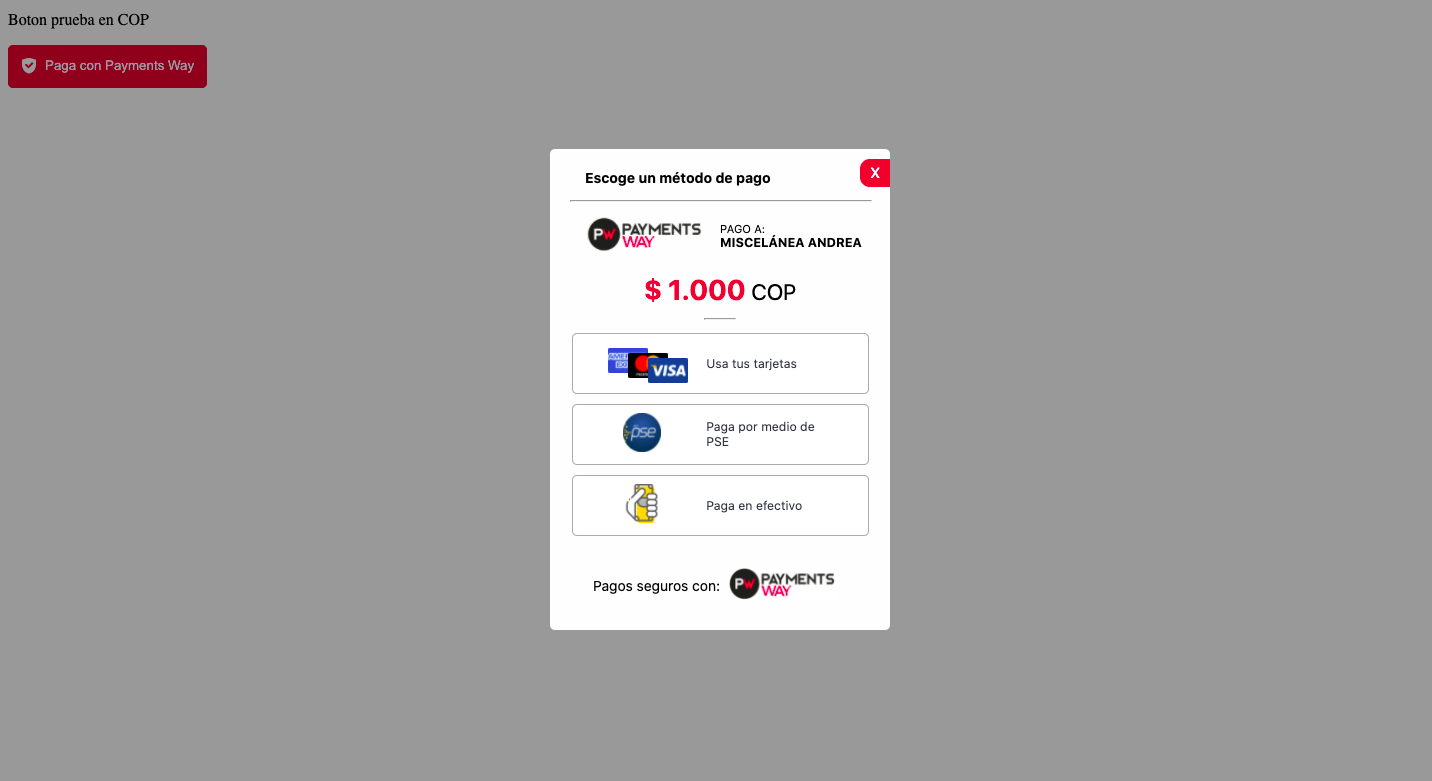 Boton prueba en COP
Paga con Payments Way
Escoge un método de pago
X
PW PAYMENTS
WAY
PAGO A:
MISCELÁNEA ANDREA
$ 1.000 COP
VISA
Usa tus tarjetas
pse
Paga por medio de
PSE
Paga en efectivo
Pagos seguros con:
PW PAYMENTS
WAY